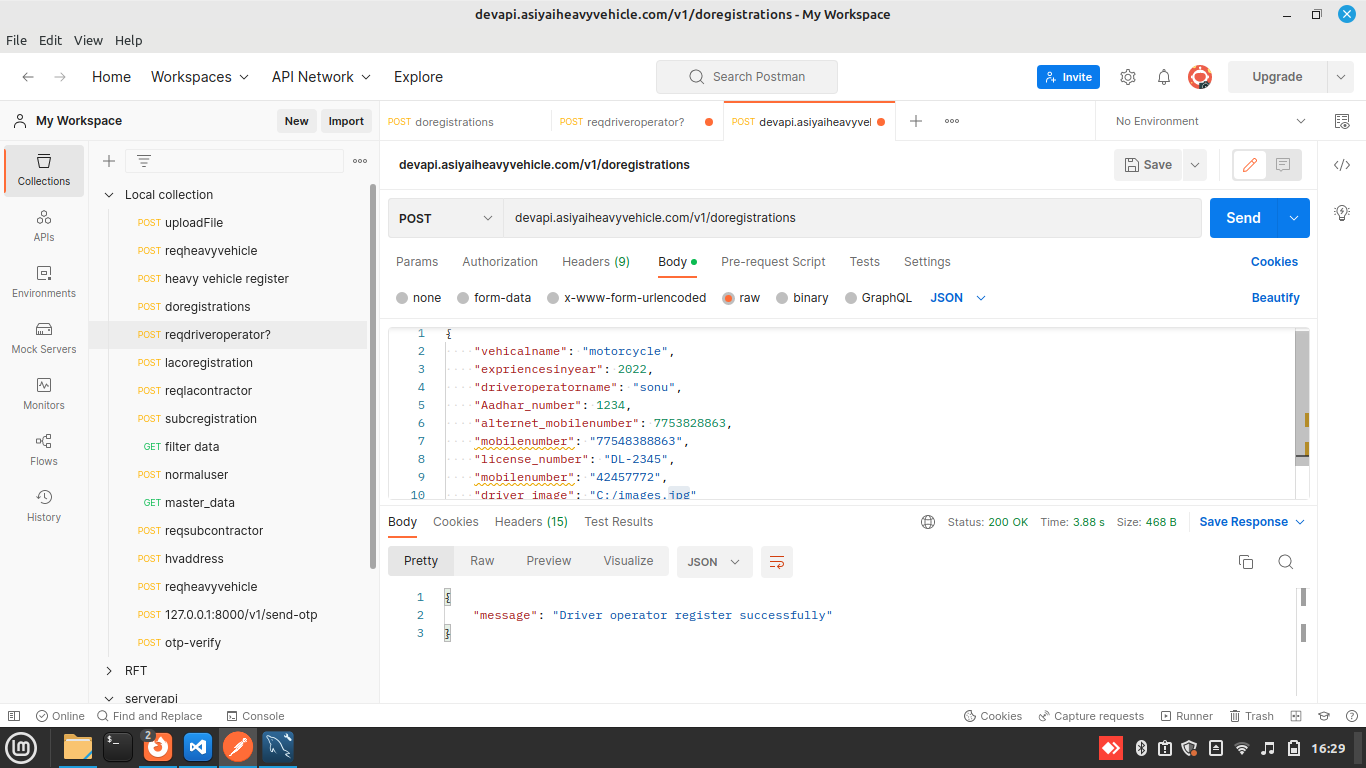 devapi.asiyaiheavyvehicle.com/v1/doregistrations - My Workspace
File Edit View Help
Home Workspaces API Network Explore Search Postman Invite Upgrade
My Workspace New Import
POST doregistrations POST reqdriveroperator? POST devapi.asiyaiheavyvel No Environment
Collections
APIs
Environments
Mock Servers
Monitors
Flows
History
Local collection
POST uploadFile
POST reqheavyvehicle
POST heavy vehicle register
POST doregistrations
POST reqdriveroperator?
POST lacoregistration
POST reqlacontractor
POST subcregistration
GET filter data
POST normaluser
GET master_data
POST reqsubcontractor
POST hvaddress
POST reqheavyvehicle
POST 127.0.0.1:8000/v1/send-otp
POST otp-verify
RFT
serverapi
devapi.asiyaiheavyvehicle.com/v1/doregistrations Save
POST devapi.asiyaiheavyvehicle.com/v1/doregistrations Send
Params Authorization Headers (9) Body Pre-request Script Tests Settings Cookies
none form-data x-www-form-urlencoded raw binary GraphQL JSON Beautify
1 {
2 "vehicalname": "motorcycle",
3 "expriencesinyear": 2022,
4 "driveroperatorname": "sonu",
5 "Aadhar_number": 1234,
6 "alternet_mobilenumber": 7753828863,
7 "mobilenumber": "77548388863",
8 "license_number": "DL-2345",
9 "mobilenumber": "42457772",
10 "driver_image": "C:/images.jpg"
Body Cookies Headers (15) Test Results Status: 200 OK Time: 3.88 s Size: 468 B Save Response
Pretty Raw Preview Visualize JSON
1 {
2 "message": "Driver operator register successfully"
3 }
Online Find and Replace Console Cookies Capture requests Runner Trash
2 16:29